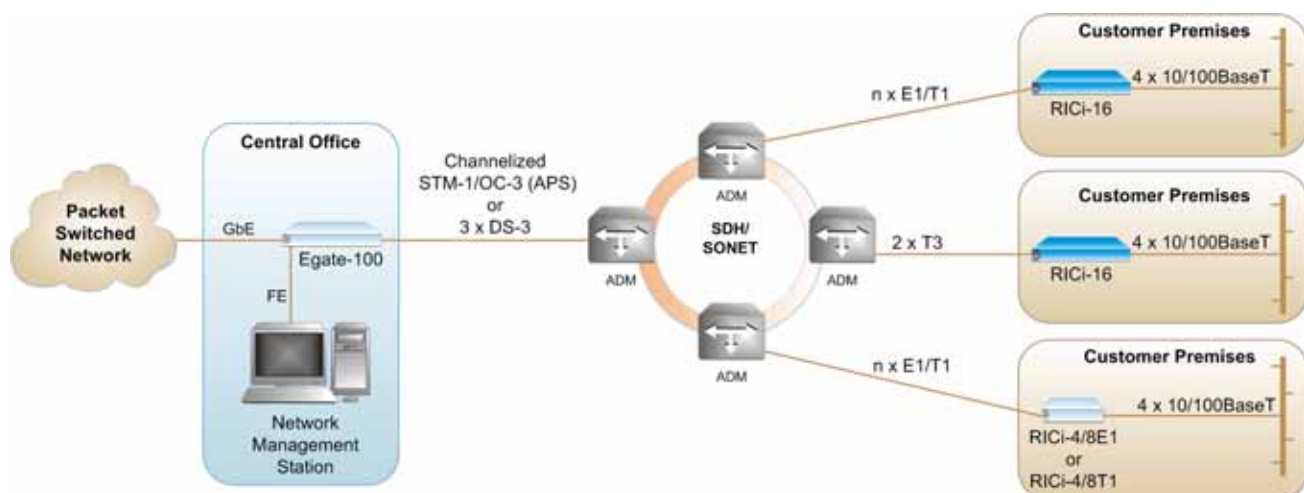 Packet
Switched
Network
GbE
Central Office
Egate-100
FE
Network
Management
Station
Channelized
STM-1/OC-3 (APS)
or
3 x DS-3
ADM
ADM
SDH/
SONET
ADM
ADM
n x E1/T1
2 x T3
n x E1/T1
Customer Premises
4 x 10/100BaseT
RICi-16
Customer Premises
4 x 10/100BaseT
RICi-16
Customer Premises
4 x 10/100BaseT
RICi-4/8E1
or
RICi-4/8T1